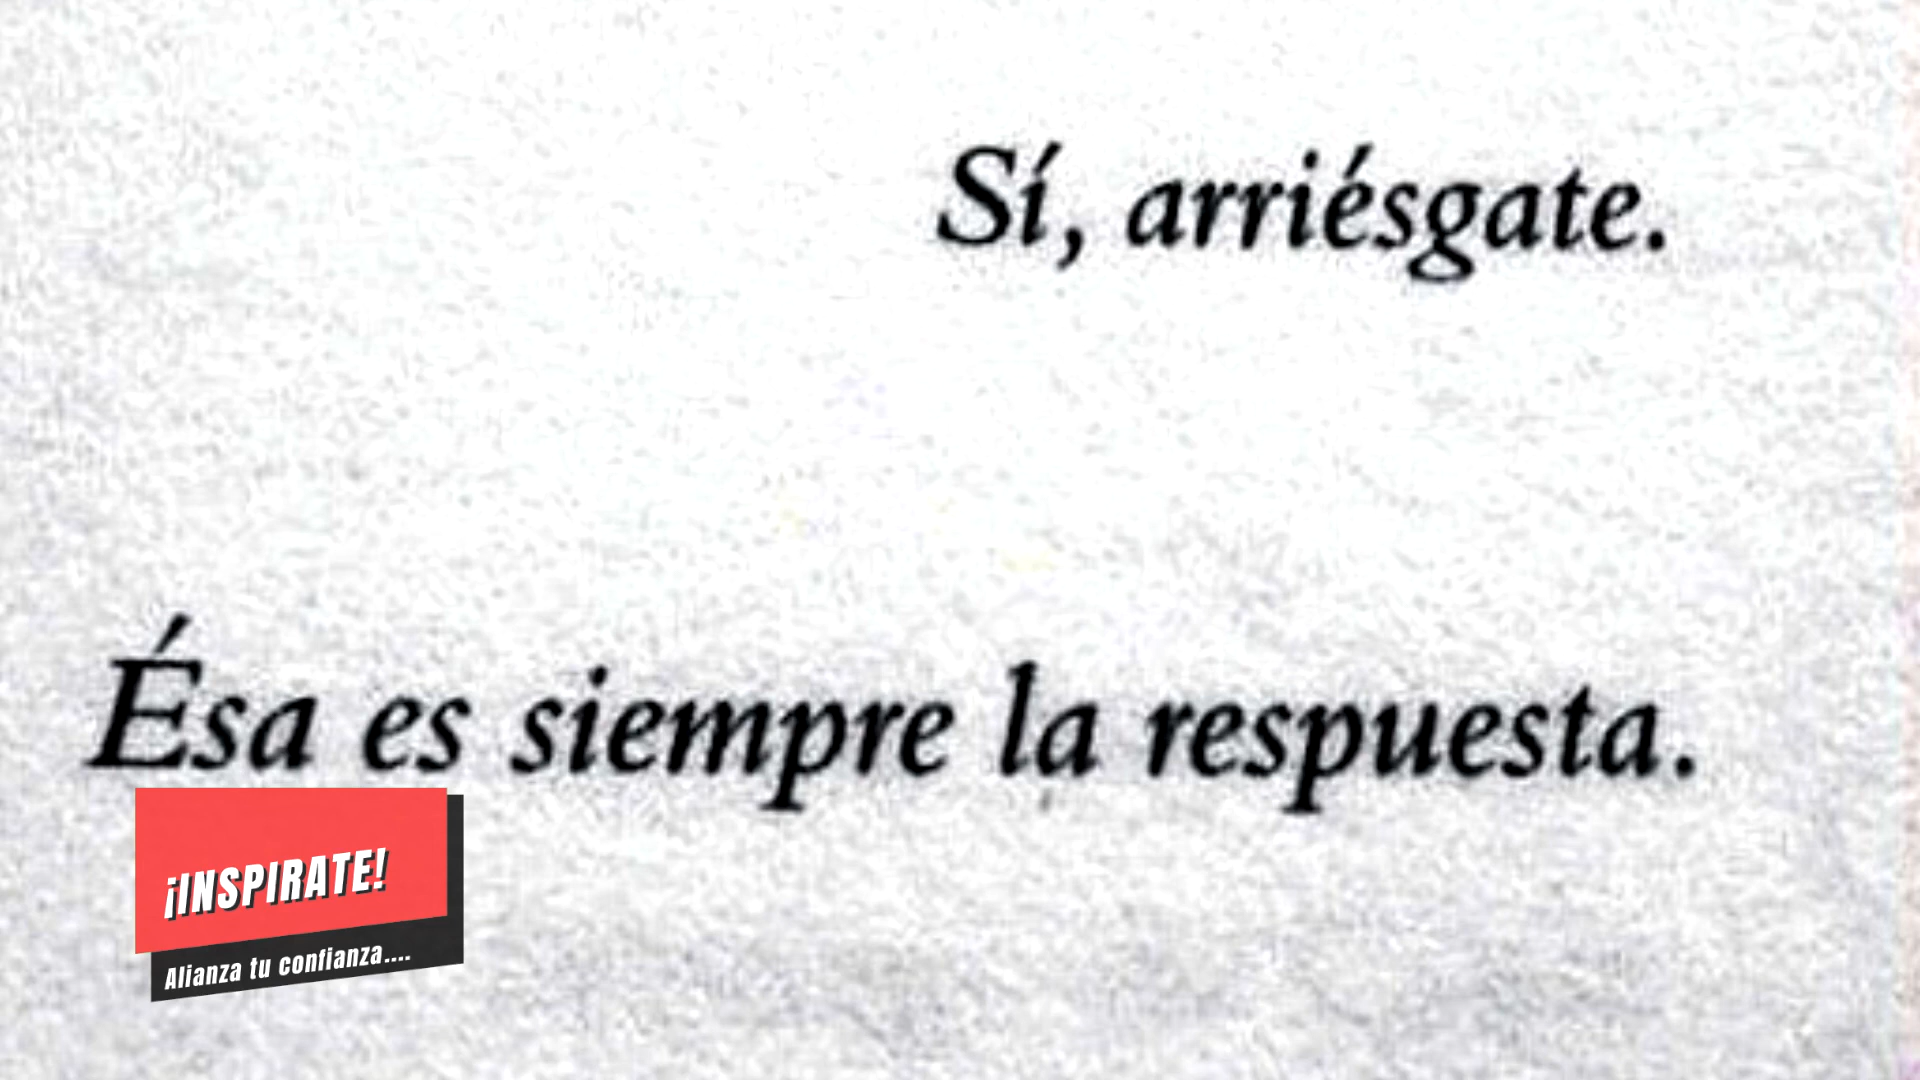 Sí, arriésgate.
Ésa es siempre la respuesta.
¡INSPIRATE!
Alianza tu confianza....